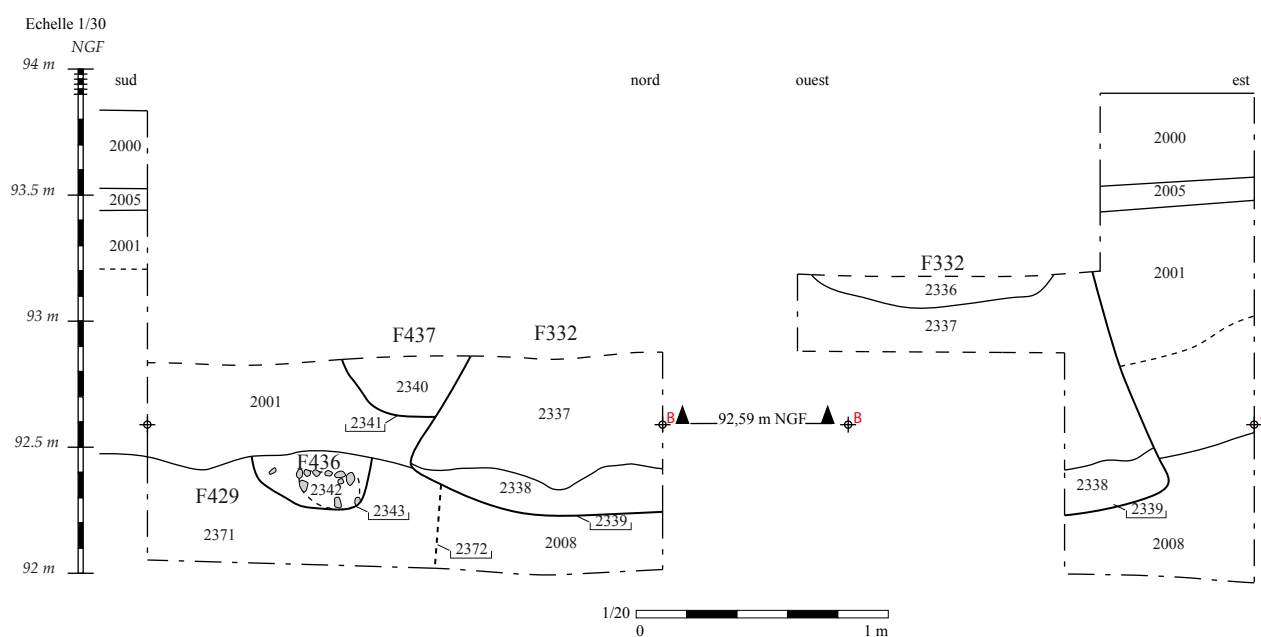 Echelle 1/30
NGF
94 m
sud
nord
ouest
est
2000
2000
93.5 m
2005
2005
2001
2001
F332
2336
93 m
2337
F437
F332
2340
2001
2337
2341
B
92,59 m NGF
B
92.5 m
F436
2342
F429
2338
2338
2343
2339
2339
2371
2372
2008
2008
92 m
1/20
0
1 m